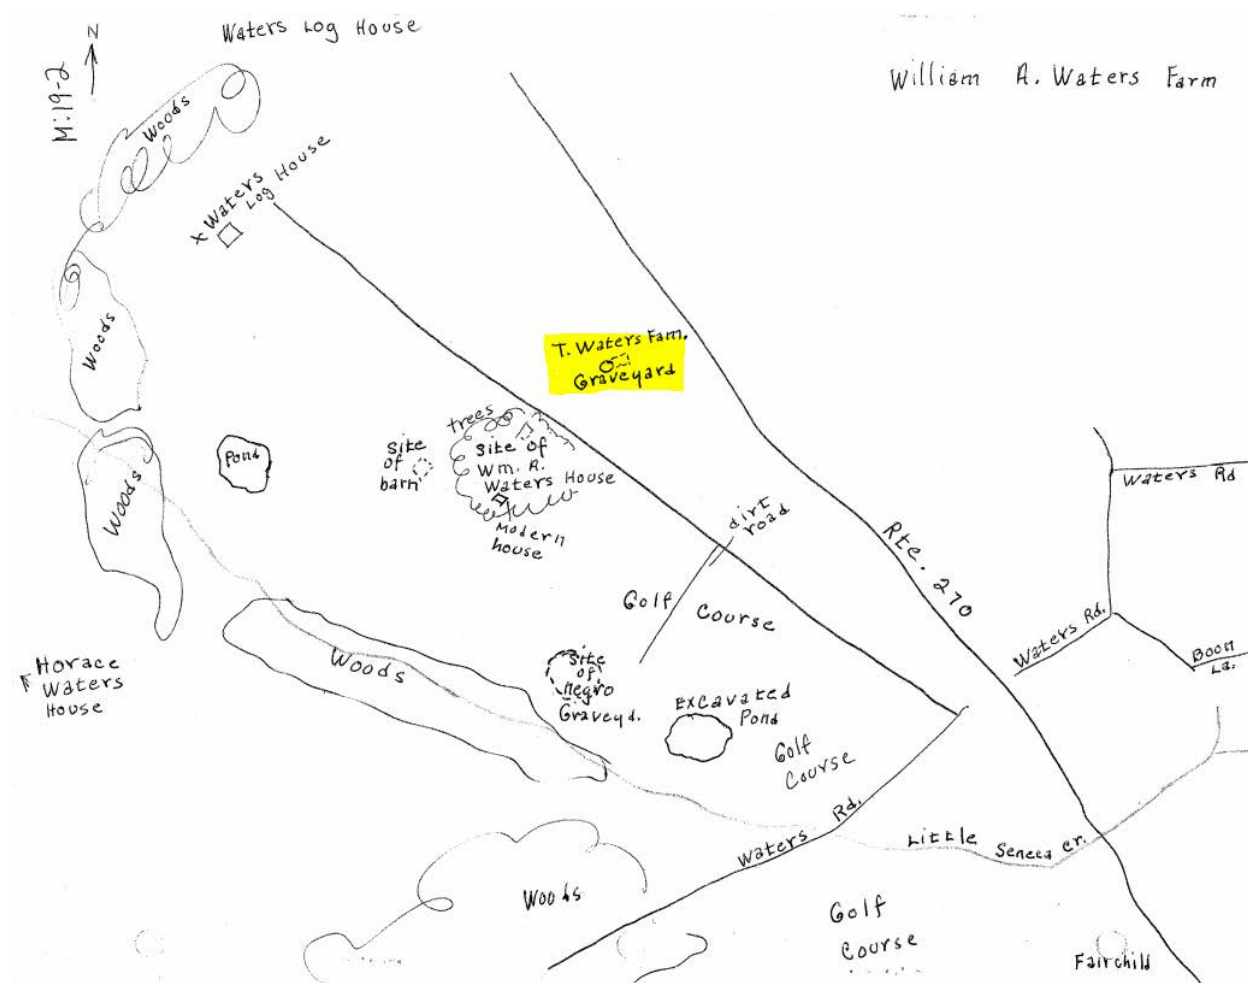 N
Waters Log House
M:19-2
William A. Waters Farm
Woods
X Waters
Log House
Woods
T. Waters Fam.
Graveyard
trees
site
of
barn
site of
Wm. A.
Waters House
Modern
house
Pond
Woods
dirt
road
Rte. 270
Waters Rd
Waters Rd.
Boon
La.
Golf Course
Woods
site
of
negro
Graveyd.
Horace
Waters
House
Excavated
Pond
Golf
Course
Waters Rd.
Little Seneca Cr.
Woods
Golf
Course
Fairchild